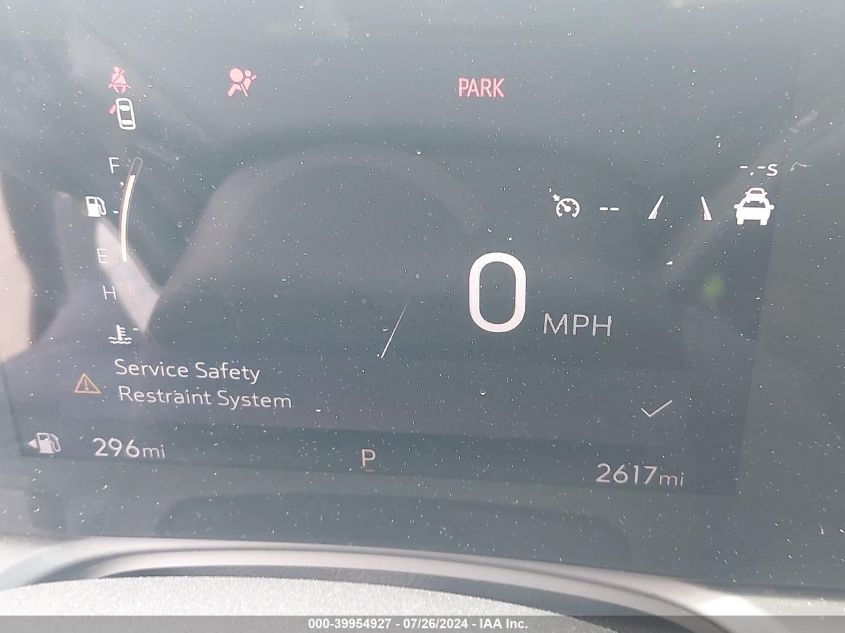 PARK
F
-.-s
--
E
0 MPH
H
Service Safety
Restraint System
296mi
P
2617mi
000-39954927 - 07/26/2024 - IAA Inc.